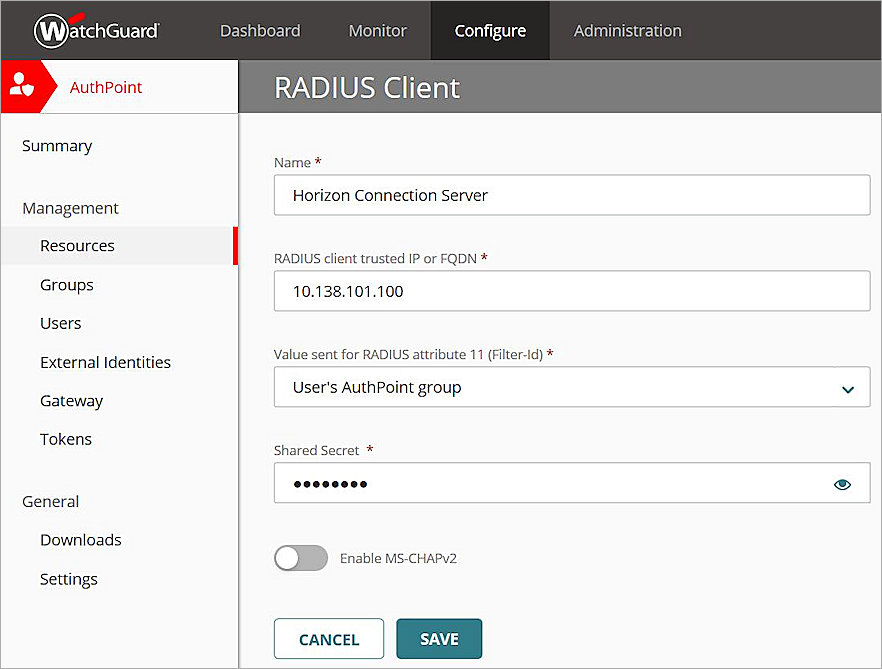 WatchGuard
Dashboard
Monitor
Configure
Administration
AuthPoint
Summary
Management
Resources
Groups
Users
External Identities
Gateway
Tokens
General
Downloads
Settings
RADIUS Client
Name *
Horizon Connection Server
RADIUS client trusted IP or FQDN *
10.138.101.100
Value sent for RADIUS attribute 11 (Filter-Id) *
User's AuthPoint group
Shared Secret *
••••••••
Enable MS-CHAPv2
CANCEL
SAVE